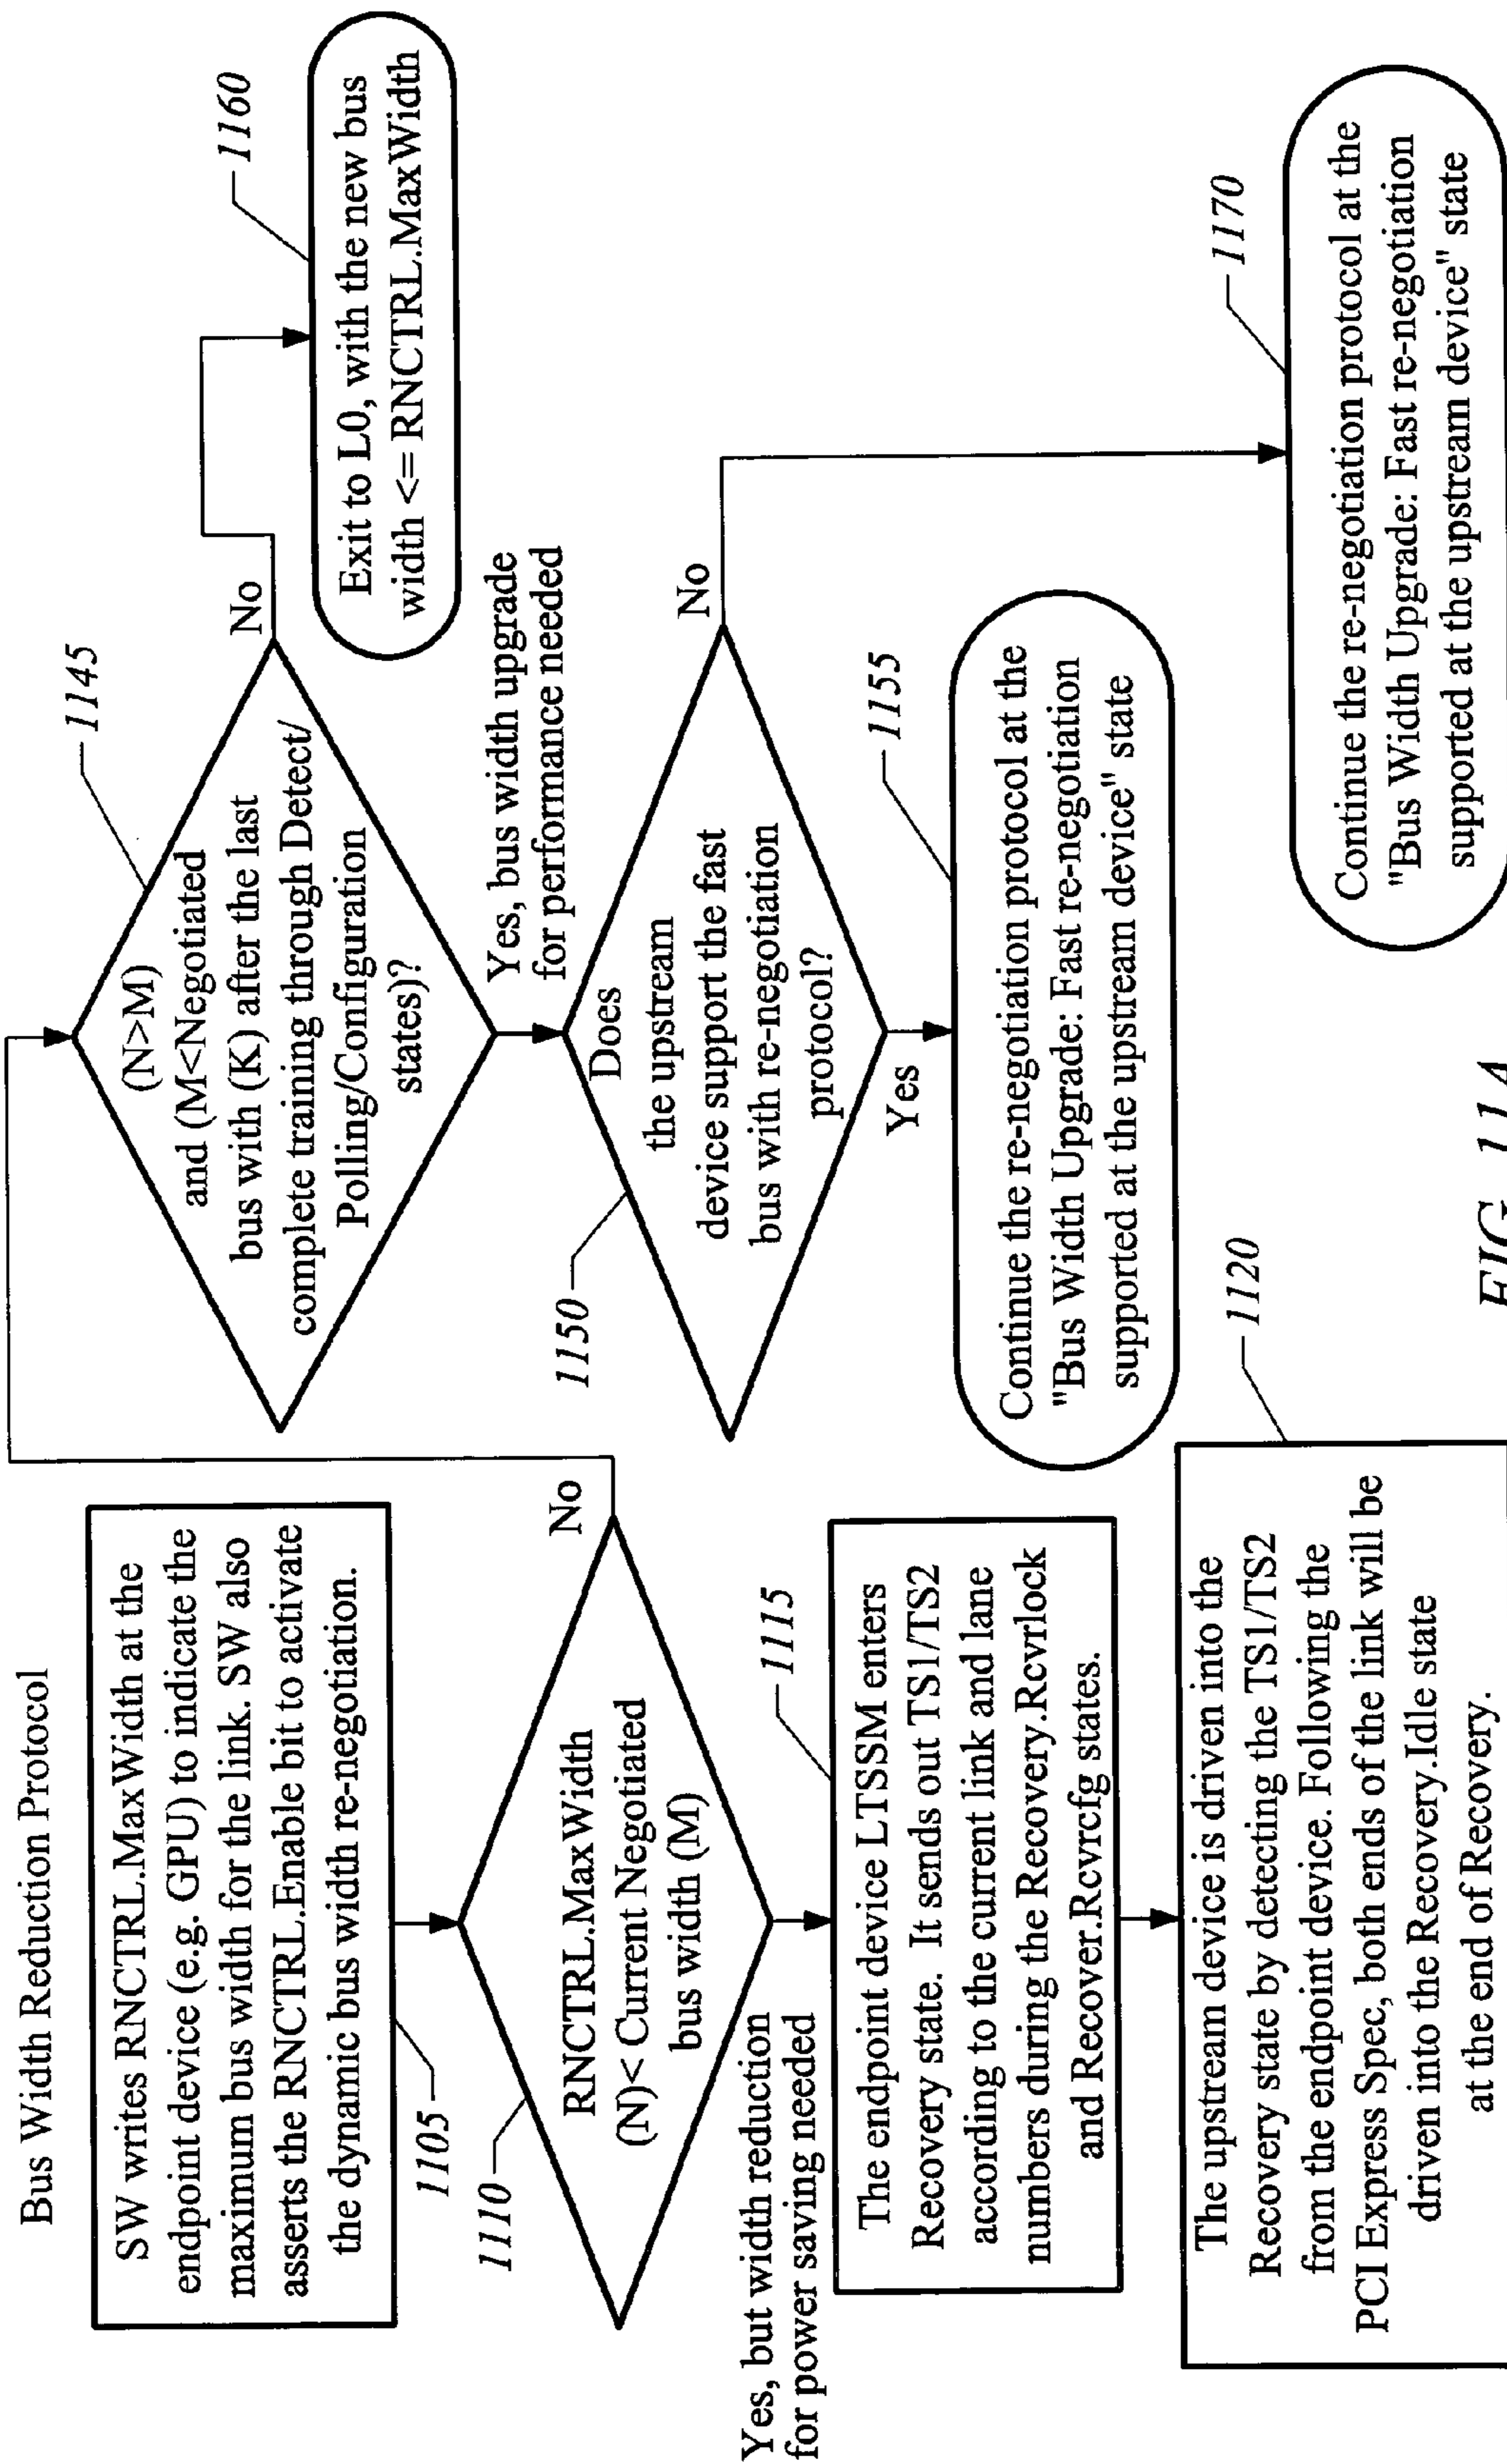 Bus Width Reduction Protocol
SW writes RNCTRL.MaxWidth at the
endpoint device (e.g. GPU) to indicate the
maximum bus width for the link. SW also
asserts the RNCTRL.Enable bit to activate
the dynamic bus width re-negotiation.
1105
1110
RNCTRL.MaxWidth
(N)< Current Negotiated
bus width (M)
No
Yes, but width reduction
for power saving needed
1115
The endpoint device LTSSM enters
Recovery state. It sends out TS1/TS2
according to the current link and lane
numbers during the Recovery.Rcvrlock
and Recover.Rcvrcfg states.
1120
The upstream device is driven into the
Recovery state by detecting the TS1/TS2
from the endpoint device. Following the
PCI Express Spec, both ends of the link will be
driven into the Recovery.Idle state
at the end of Recovery.
1145
(N>M)
and (M<Negotiated
bus with (K) after the last
complete training through Detect/
Polling/Configuration
states)?
No
1160
Exit to L0, with the new bus
width <= RNCTRL.MaxWidth
Yes, bus width upgrade
for performance needed
1150
Does
the upstream
device support the fast
bus with re-negotiation
protocol?
No
Yes
1155
Continue the re-negotiation protocol at the
"Bus Width Upgrade: Fast re-negotiation
supported at the upstream device" state
1170
Continue the re-negotiation protocol at the
"Bus Width Upgrade: Fast re-negotiation
supported at the upstream device" state
FIG. 11A